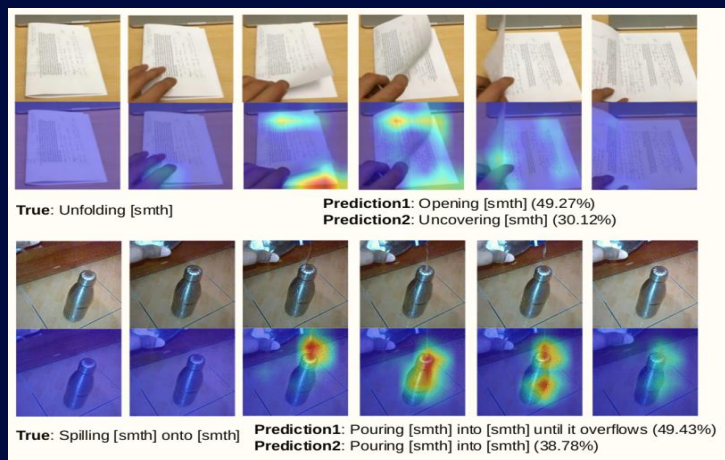 True: Unfolding [smth]
Prediction1: Opening [smth] (49.27%)
Prediction2: Uncovering [smth] (30.12%)
True: Spilling [smth] onto [smth]
Prediction1: Pouring [smth] into [smth] until it overflows (49.43%)
Prediction2: Pouring [smth] into [smth] (38.78%)